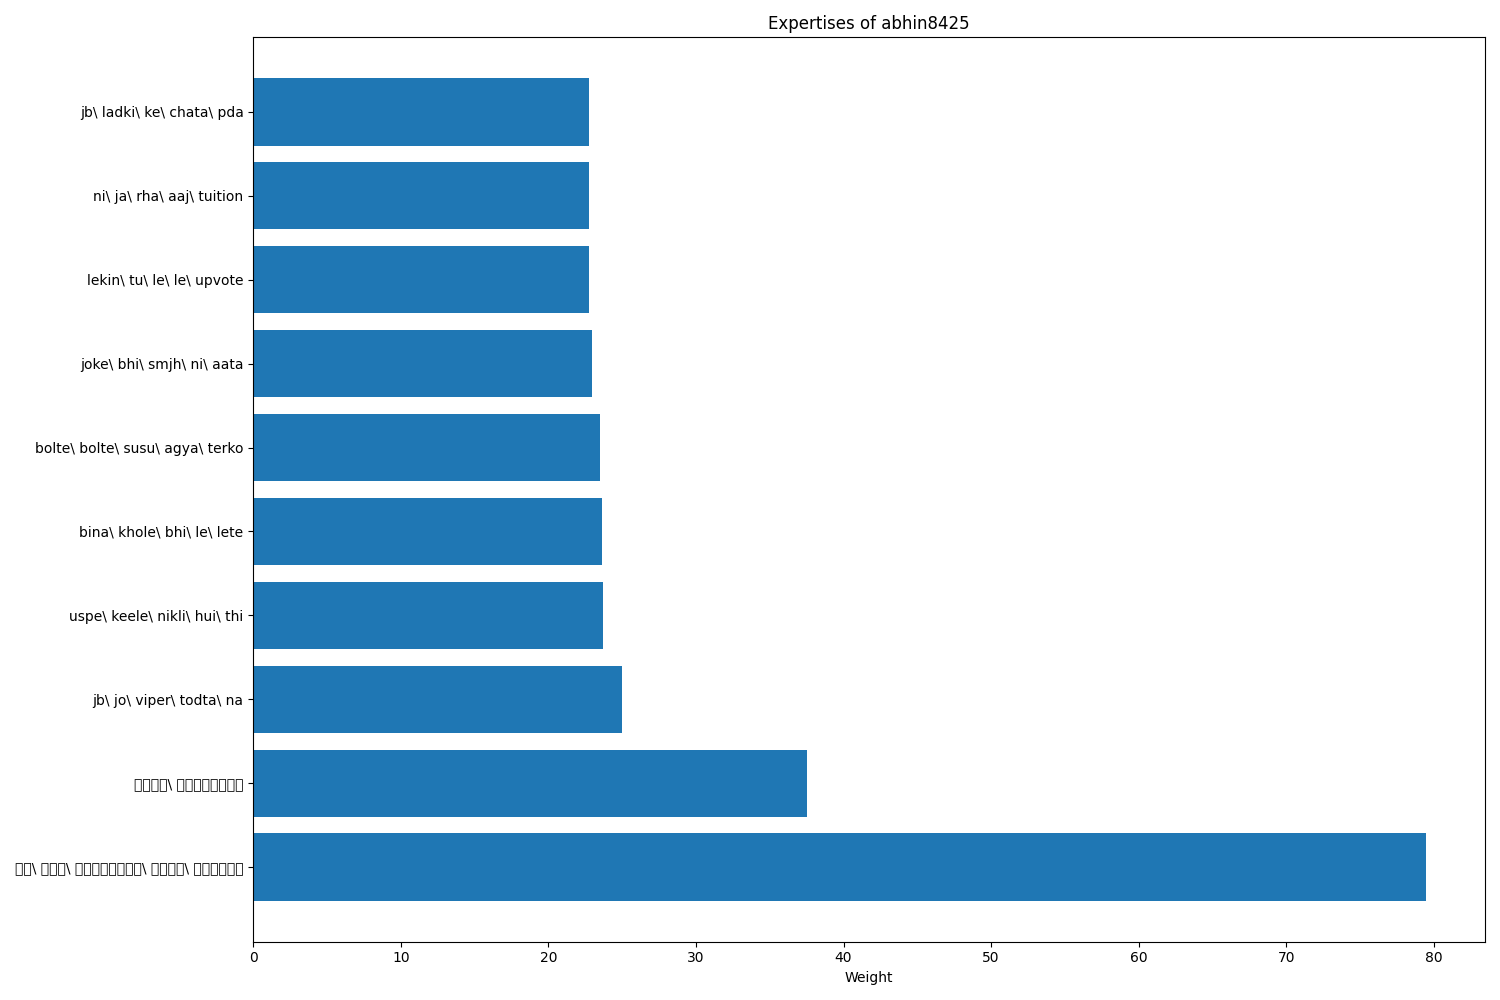 Expertises of abhin8425
jb\ ladki\ ke\ chata\ pda
ni\ ja\ rha\ aaj\ tuition
lekin\ tu\ le\ le\ upvote
joke\ bhi\ smjh\ ni\ aata
bolte\ bolte\ susu\ agya\ terko
bina\ khole\ bhi\ le\ lete
uspe\ keele\ nikli\ hui\ thi
jb\ jo\ viper\ todta\ na
0 10 20 30 40 50 60 70 80
Weight